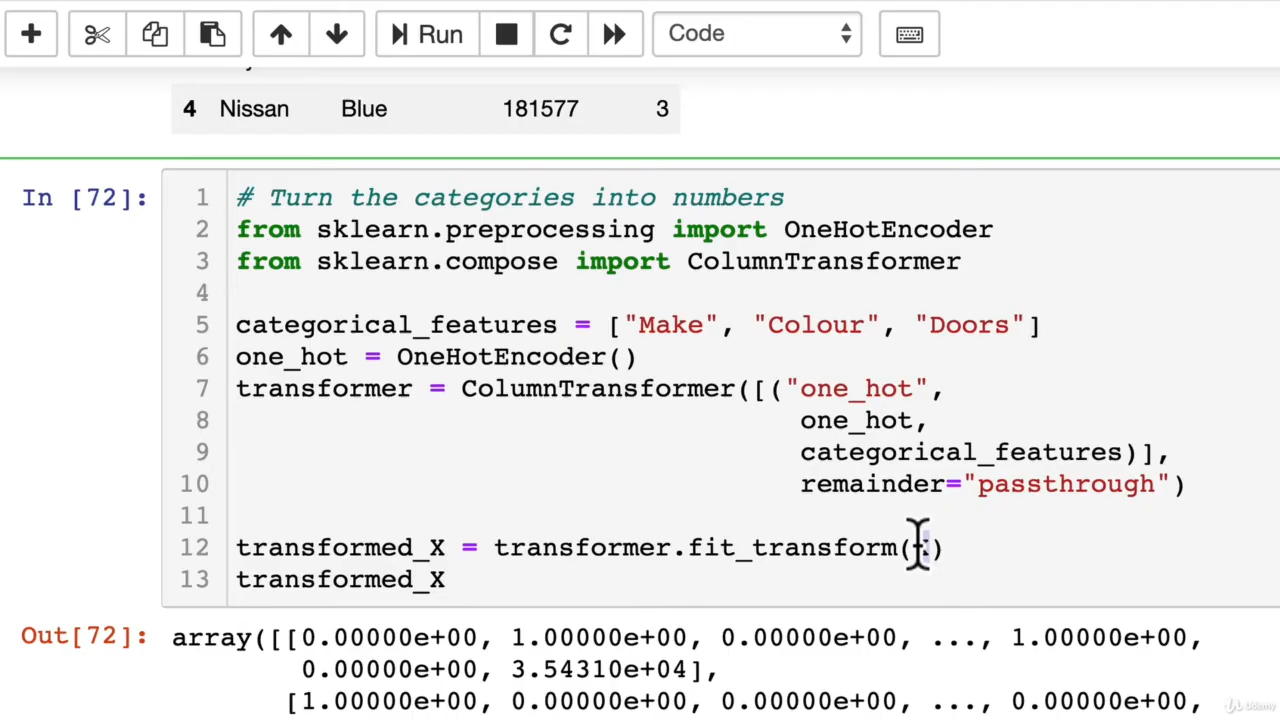 Run
Code
4 Nissan Blue 181577 3
In [72]:
1 # Turn the categories into numbers
2 from sklearn.preprocessing import OneHotEncoder
3 from sklearn.compose import ColumnTransformer
4
5 categorical_features = ["Make", "Colour", "Doors"]
6 one_hot = OneHotEncoder()
7 transformer = ColumnTransformer([("one_hot",
8 one_hot,
9 categorical_features)],
10 remainder="passthrough")
11
12 transformed_X = transformer.fit_transform( )
13 transformed_X
Out[72]: array([[0.00000e+00, 1.00000e+00, 0.00000e+00, ..., 1.00000e+00,
0.00000e+00, 3.54310e+04],
[1.00000e+00, 0.00000e+00, 0.00000e+00, ..., 0.00000e+00,
Udemy